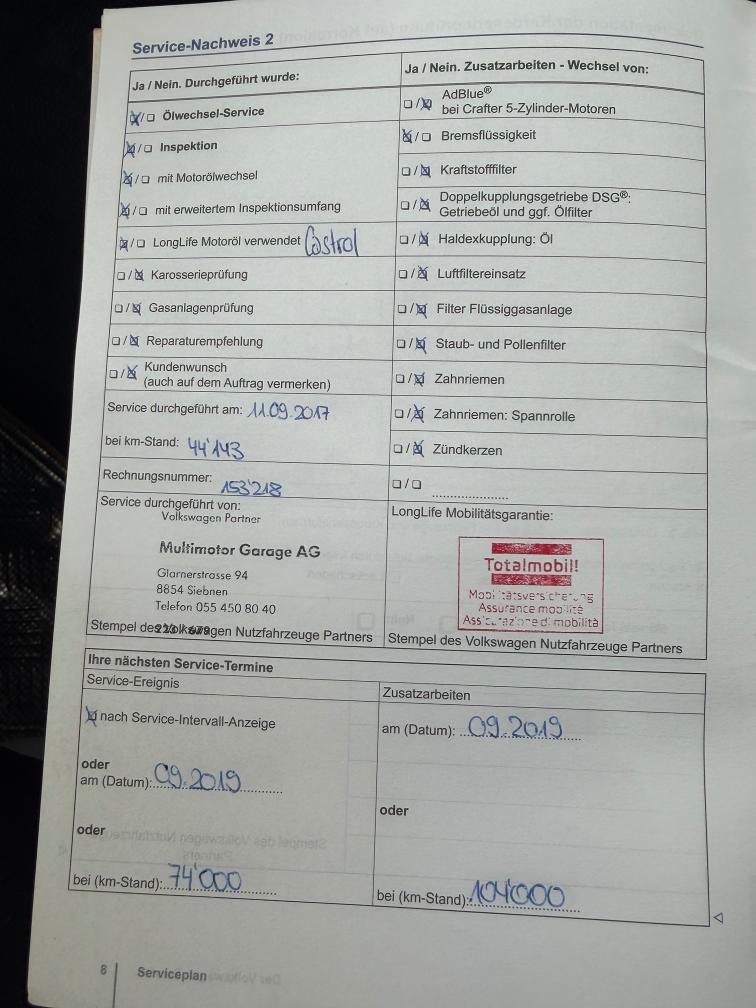 Service-Nachweis 2
Ja / Nein. Durchgeführt wurde:
☒/☐ Ölwechsel-Service
☒/☐ Inspektion
☒/☐ mit Motorölwechsel
☒/☐ mit erweitertem Inspektionsumfang
☒/☐ LongLife Motoröl verwendet Castrol
☐/☒ Karosserieprüfung
☐/☒ Gasanlagenprüfung
☐/☒ Reparaturempfehlung
☐/☒ Kundenwunsch
(auch auf dem Auftrag vermerken)
Service durchgeführt am: 11.09.2017
bei km-Stand: 44'143
Rechnungsnummer: 153'218
Service durchgeführt von:
Volkswagen Partner
Multimotor Garage AG
Glarnerstrasse 94
8854 Siebnen
Telefon 055 450 80 40
Stempel des Volkswagen Nutzfahrzeuge Partners
Ja / Nein. Zusatzarbeiten - Wechsel von:
☐/☒ AdBlue®
bei Crafter 5-Zylinder-Motoren
☒/☐ Bremsflüssigkeit
☐/☒ Kraftstofffilter
☐/☒ Doppelkupplungsgetriebe DSG®:
Getriebeöl und ggf. Ölfilter
☐/☒ Haldexkupplung: Öl
☐/☒ Luftfiltereinsatz
☐/☒ Filter Flüssiggasanlage
☐/☒ Staub- und Pollenfilter
☐/☒ Zahnriemen
☐/☒ Zahnriemen: Spannrolle
☐/☒ Zündkerzen
☐/☐ ....................
LongLife Mobilitätsgarantie:
Totalmobil!
Mobilitätsversicherung
Assurance mobilité
Assicurazione di mobilità
Stempel des Volkswagen Nutzfahrzeuge Partners
Ihre nächsten Service-Termine
Service-Ereignis
☒ nach Service-Intervall-Anzeige
oder
am (Datum): 09.2019
oder
bei (km-Stand): 74'000
Zusatzarbeiten
am (Datum): 09.2019
oder
bei (km-Stand): 104'000
8
Serviceplan